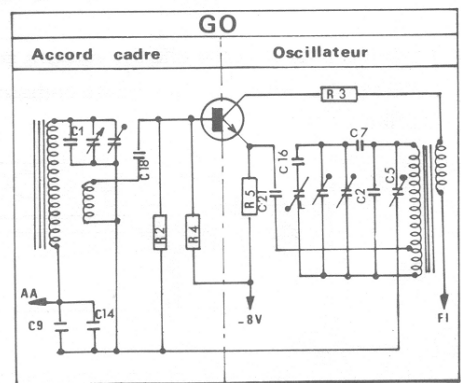 GO
Accord cadre
Oscillateur
C1
C18
R2
R4
R3
R5
C21
C16
C7
C2
C5
AA
C9
C14
-8V
FI